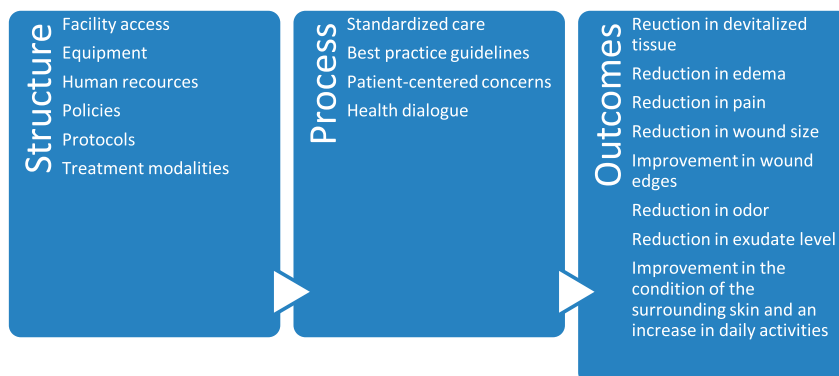 Structure
Facility access
Equipment
Human recources
Policies
Protocols
Treatment modalities
Process
Standardized care
Best practice guidelines
Patient-centered concerns
Health dialogue
Outcomes
Reuction in devitalized
tissue
Reduction in edema
Reduction in pain
Reduction in wound size
Improvement in wound
edges
Reduction in odor
Reduction in exudate level
Improvement in the
condition of the
surrounding skin and an
increase in daily activities